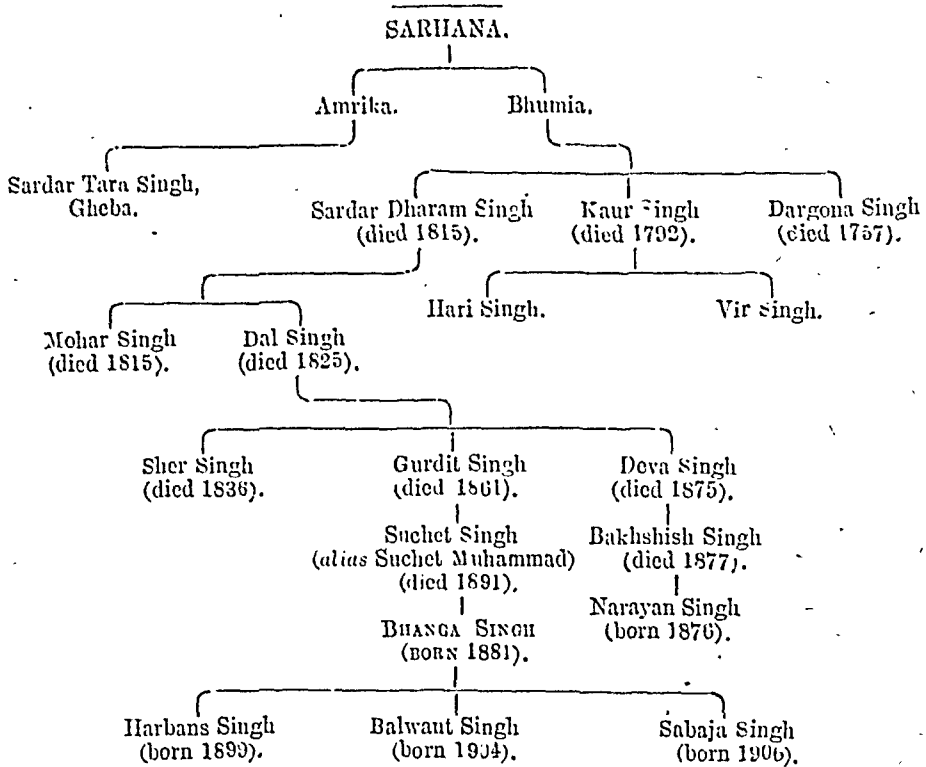 SARHANA.
Amrika. Bhumia.
Sardar Tara Singh,
Gheba.
Sardar Dharam Singh
(died 1815).
Kaur Singh
(died 1792).
Dargona Singh
(died 1757).
Hari Singh. Vir Singh.
Mohar Singh
(died 1815).
Dal Singh
(died 1825).
Sher Singh
(died 1836).
Gurdit Singh
(died 1861).
Deva Singh
(died 1875).
Suchet Singh
(alias Suchet Muhammad)
(died 1891).
Bakhshish Singh
(died 1877).
Narayan Singh
(born 1876).
BHANGA SINGH
(BORN 1881).
Harbans Singh
(born 1899).
Balwant Singh
(born 1904).
Sabaja Singh
(born 1906).